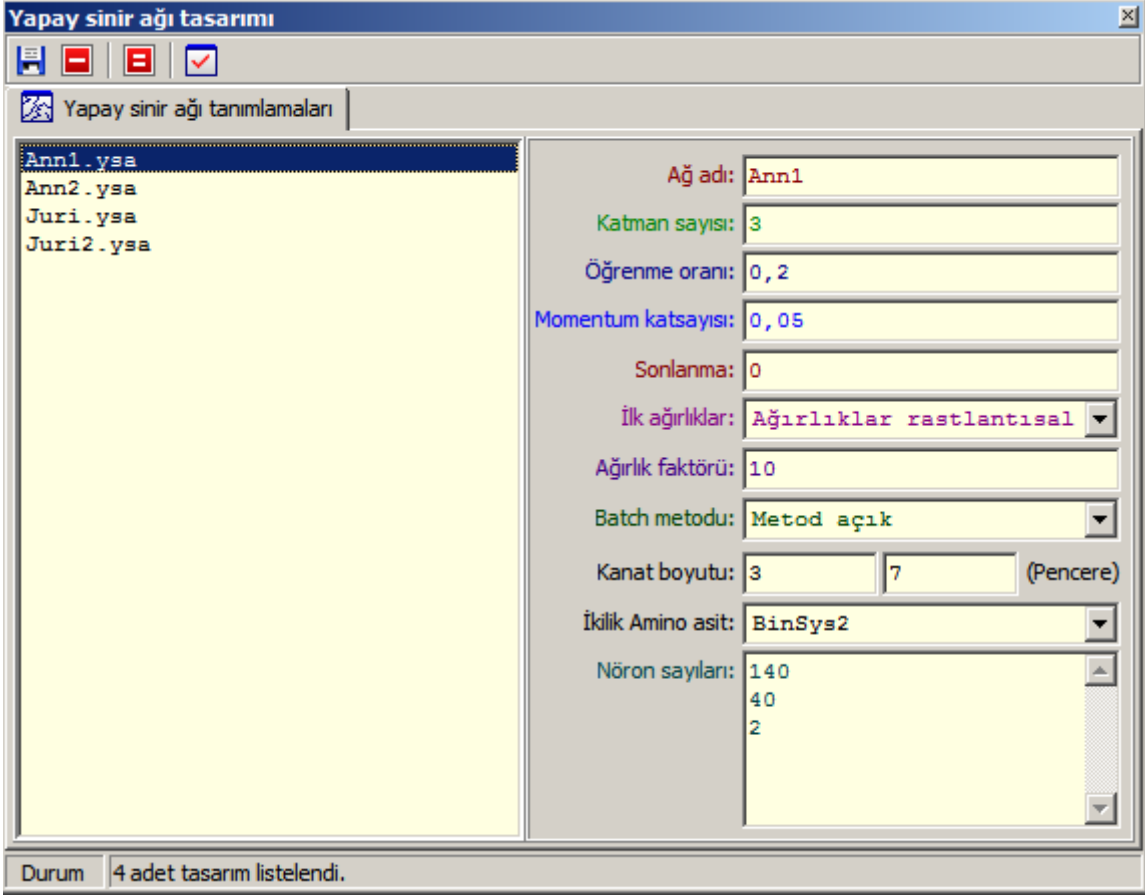 Yapay sinir ağı tasarımı
Yapay sinir ağı tanımlamaları
Ann1.ysa
Ann2.ysa
Juri.ysa
Juri2.ysa
Ağ adı: Ann1
Katman sayısı: 3
Öğrenme oranı: 0,2
Momentum katsayısı: 0,05
Sonlanma: 0
İlk ağırlıklar: Ağırlıklar rastlantısal
Ağırlık faktörü: 10
Batch metodu: Metod açık
Kanat boyutu: 3 7 (Pencere)
İkilik Amino asit: BinSys2
Nöron sayıları: 140
40
2
Durum 4 adet tasarım listelendi.